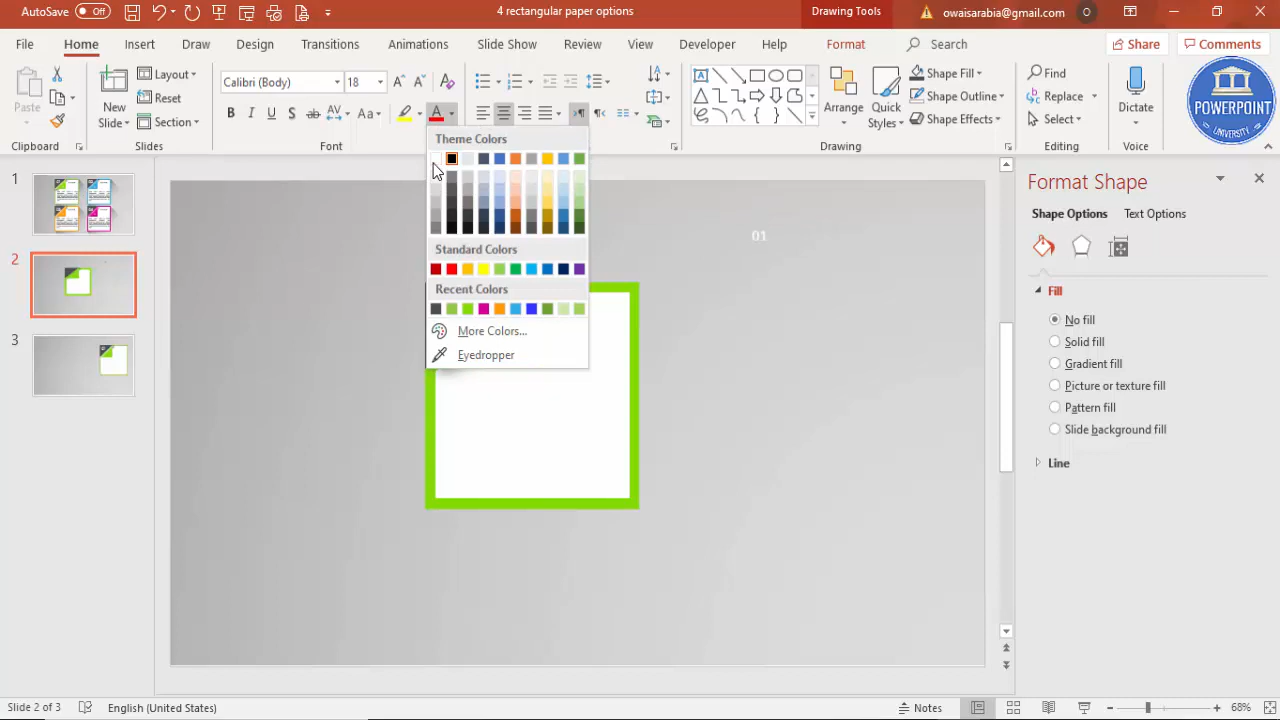 AutoSave Off 4 rectangular paper options Drawing Tools owaisarabia@gmail.com
File Home Insert Draw Design Transitions Animations Slide Show Review View Developer Help Format Search Share Comments
Paste New Slide Layout Reset Section
Calibri (Body) 18
B I U S ab AV Aa A
Arrange Quick Styles
Shape Fill Shape Outline Shape Effects
Find Replace Select
Dictate
POWERPOINT UNIVERSITY
Clipboard Slides Font Editing Voice
Theme Colors
Standard Colors
Recent Colors
More Colors...
Eyedropper
1
2
3
01
Format Shape
Shape Options Text Options
Fill
No fill
Solid fill
Gradient fill
Picture or texture fill
Pattern fill
Slide background fill
Line
Slide 2 of 3 English (United States) Notes 68%